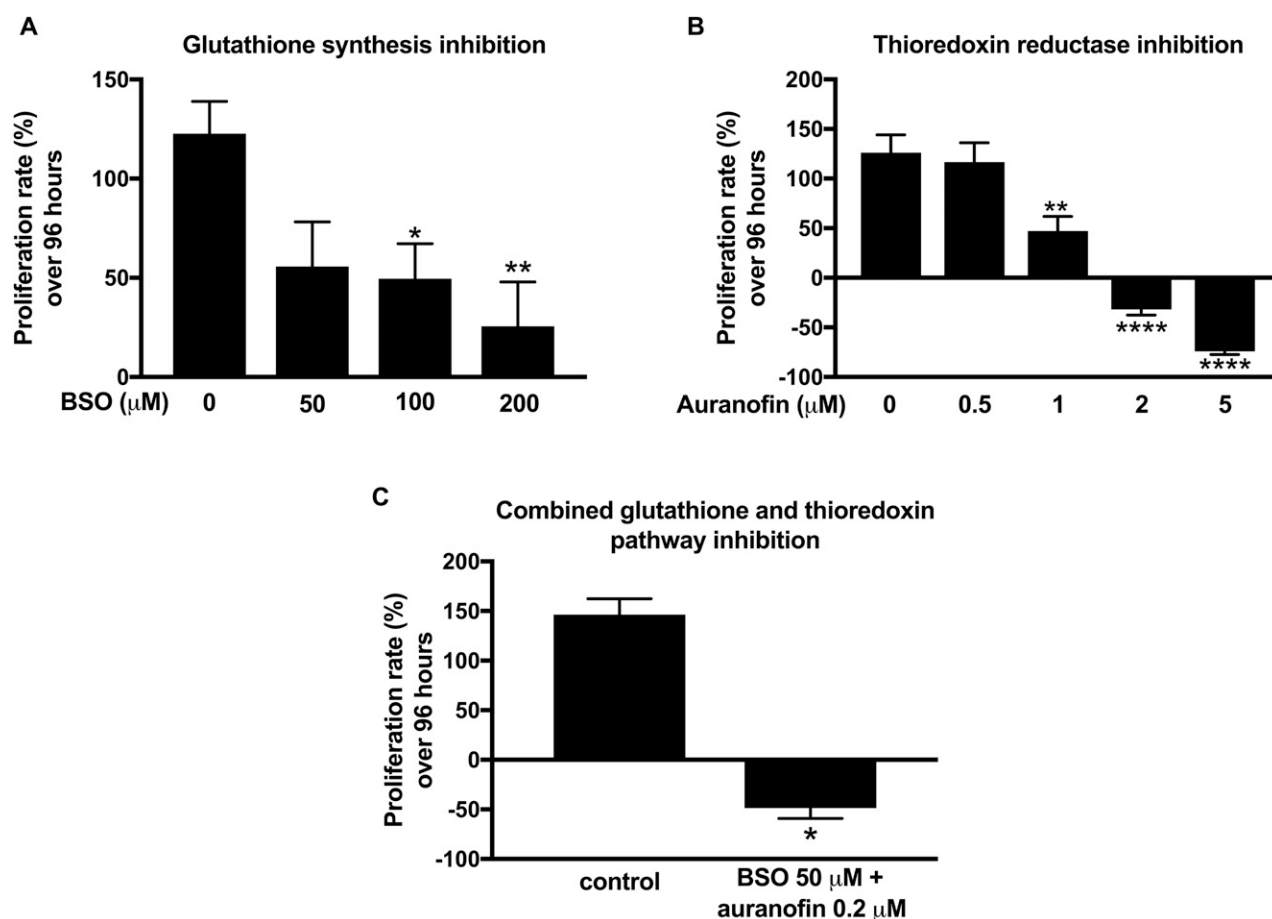 A
Glutathione synthesis inhibition
Proliferation rate (%)
over 96 hours
150
100
50
0
*
**
BSO (μM) 0 50 100 200
B
Thioredoxin reductase inhibition
Proliferation rate (%)
over 96 hours
200
150
100
50
0
-50
-100
**
****
****
Auranofin (μM) 0 0.5 1 2 5
C
Combined glutathione and thioredoxin
pathway inhibition
Proliferation rate (%)
over 96 hours
200
150
100
50
0
-50
-100
*
control
BSO 50 μM +
auranofin 0.2 μM